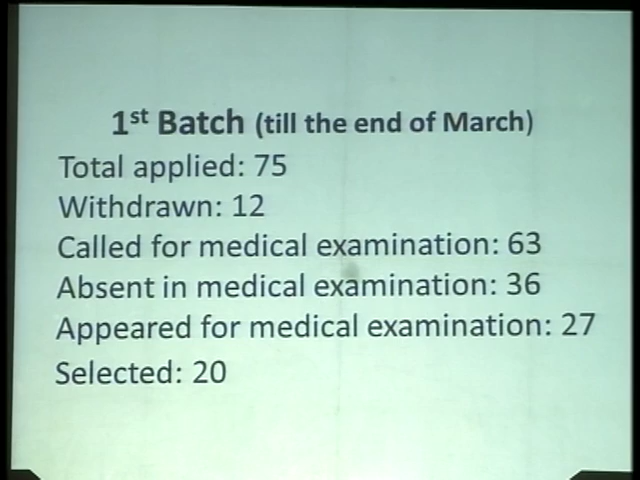 1st Batch (till the end of March)
Total applied: 75
Withdrawn: 12
Called for medical examination: 63
Absent in medical examination: 36
Appeared for medical examination: 27
Selected: 20